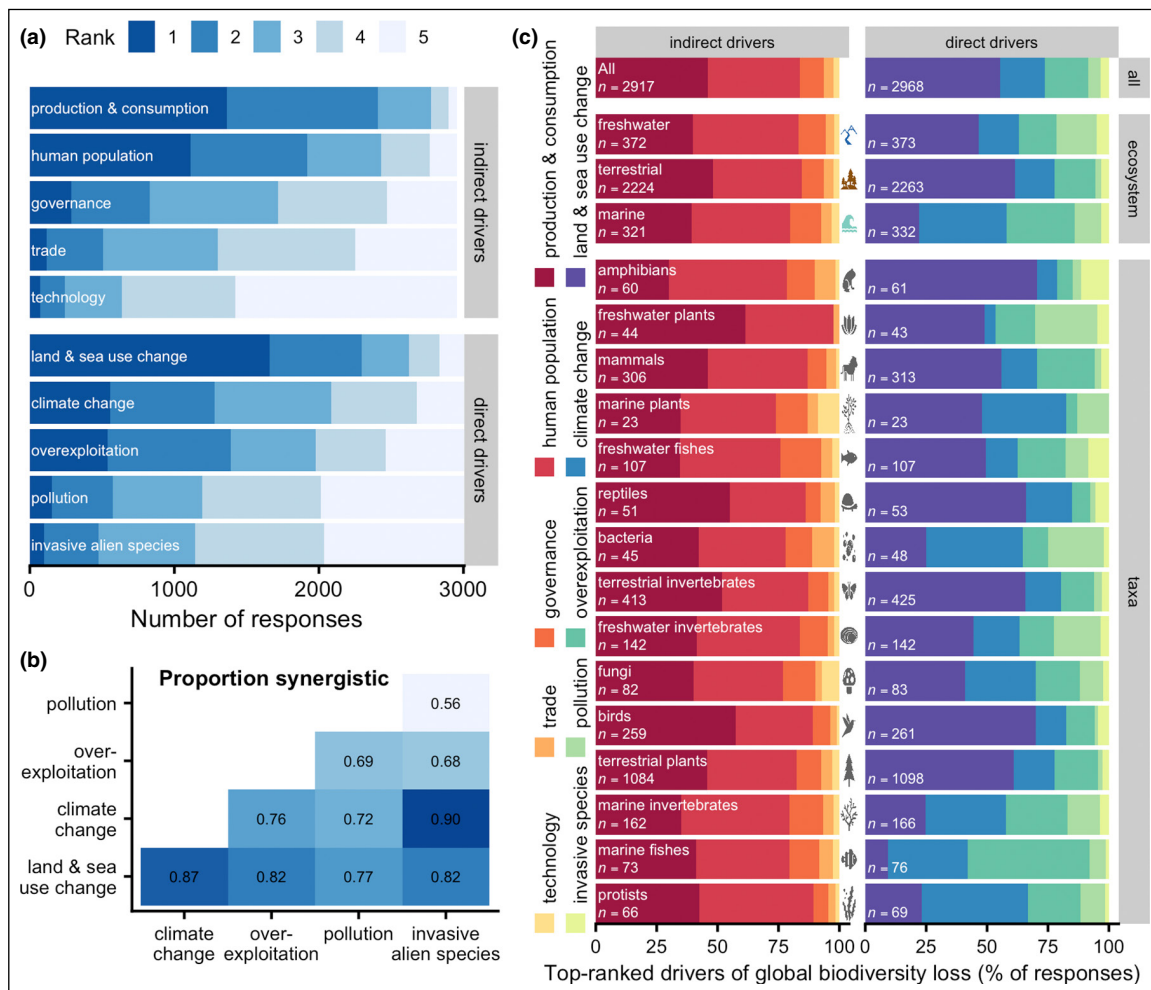 (a) Rank 1 2 3 4 5
production & consumption
human population
governance
trade
technology
indirect drivers
land & sea use change
climate change
overexploitation
pollution
invasive alien species
direct drivers
0 1000 2000 3000
Number of responses
(b)
Proportion synergistic
pollution
0.56
over-
exploitation
0.69 0.68
climate
change
0.76 0.72 0.90
land & sea
use change
0.87 0.82 0.77 0.82
climate
change
over-
exploitation
pollution
invasive
alien species
(c)
production & consumption
land & sea use change
human population
climate change
governance
overexploitation
trade
pollution
technology
invasive species
indirect drivers
direct drivers
All
n = 2917
n = 2968
all
freshwater
n = 372
n = 373
terrestrial
n = 2224
n = 2263
marine
n = 321
n = 332
ecosystem
amphibians
n = 60
n = 61
freshwater plants
n = 44
n = 43
mammals
n = 306
n = 313
marine plants
n = 23
n = 23
freshwater fishes
n = 107
n = 107
reptiles
n = 51
n = 53
bacteria
n = 45
n = 48
terrestrial invertebrates
n = 413
n = 425
freshwater invertebrates
n = 142
n = 142
fungi
n = 82
n = 83
birds
n = 259
n = 261
terrestrial plants
n = 1084
n = 1098
marine invertebrates
n = 162
n = 166
marine fishes
n = 73
n = 76
protists
n = 66
n = 69
taxa
0 25 50 75 100
0 25 50 75 100
Top-ranked drivers of global biodiversity loss (% of responses)